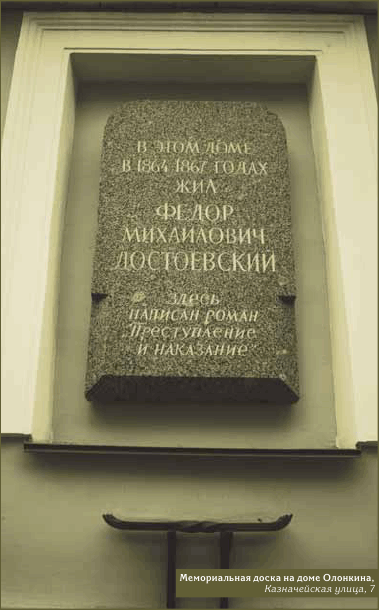 В ЭТОМ ДОМЕ
В 1864-1867 ГОДАХ
ЖИЛ
ФЕДОР
МИХАЙЛОВИЧ
ДОСТОЕВСКИЙ
ЗДЕСЬ
НАПИСАН РОМАН
„ПРЕСТУПЛЕНИЕ
И НАКАЗАНИЕ"
Мемориальная доска на доме Олонкина,
Казначейская улица, 7